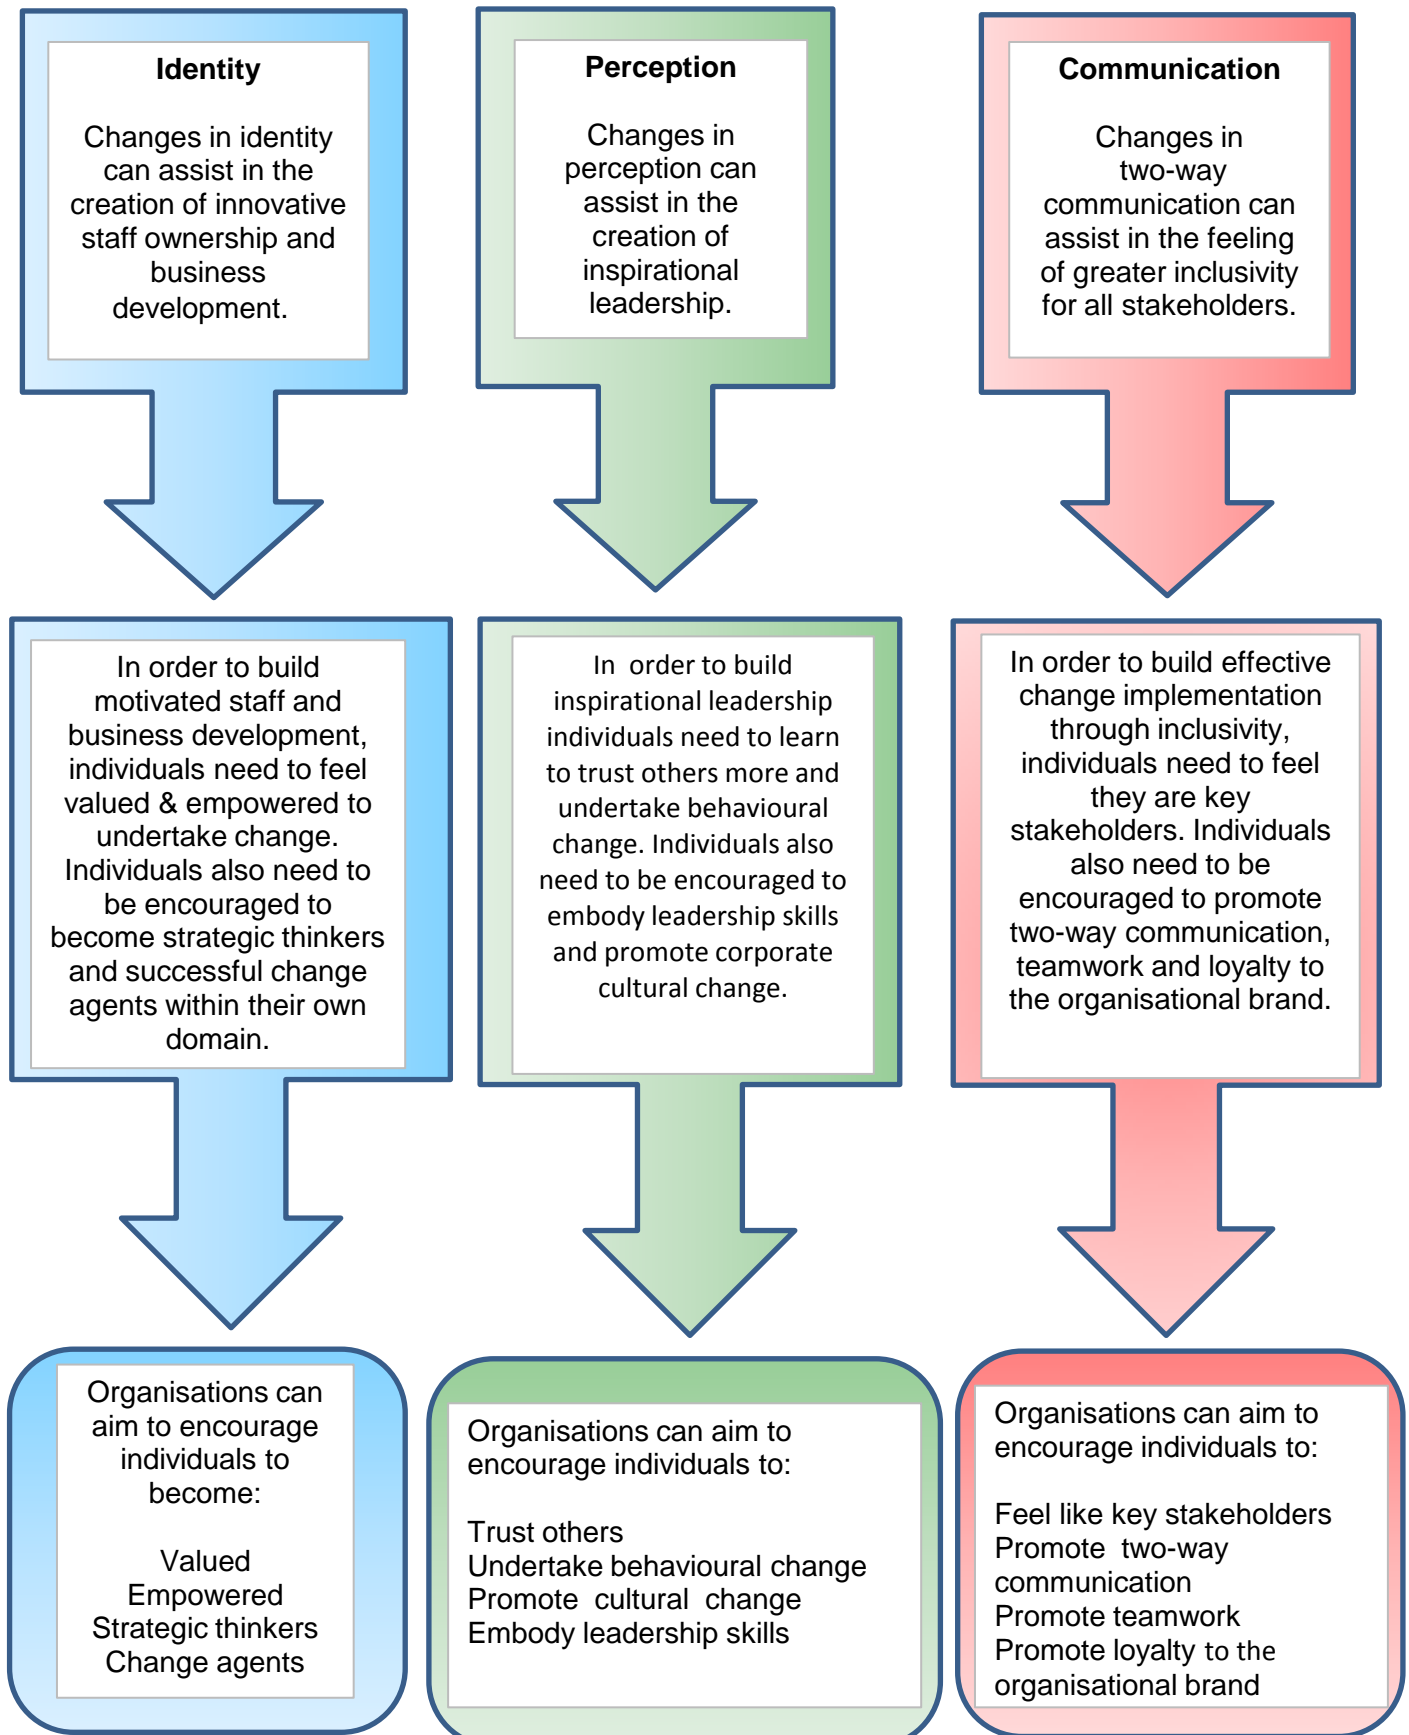 Identity
Changes in identity
can assist in the
creation of innovative
staff ownership and
business
development.
Perception
Changes in
perception can
assist in the
creation of
inspirational
leadership.
Communication
Changes in
two-way
communication can
assist in the feeling
of greater inclusivity
for all stakeholders.
In order to build
motivated staff and
business development,
individuals need to feel
valued & empowered to
undertake change.
Individuals also need to
be encouraged to
become strategic thinkers
and successful change
agents within their own
domain.
In order to build
inspirational leadership
individuals need to learn
to trust others more and
undertake behavioural
change. Individuals also
need to be encouraged to
embody leadership skills
and promote corporate
cultural change.
In order to build effective
change implementation
through inclusivity,
individuals need to feel
they are key
stakeholders. Individuals
also need to be
encouraged to promote
two-way communication,
teamwork and loyalty to
the organisational brand.
Organisations can
aim to encourage
individuals to
become:
Valued
Empowered
Strategic thinkers
Change agents
Organisations can aim to
encourage individuals to:
Trust others
Undertake behavioural change
Promote cultural change
Embody leadership skills
Organisations can aim to
encourage individuals to:
Feel like key stakeholders
Promote two-way
communication
Promote teamwork
Promote loyalty to the
organisational brand